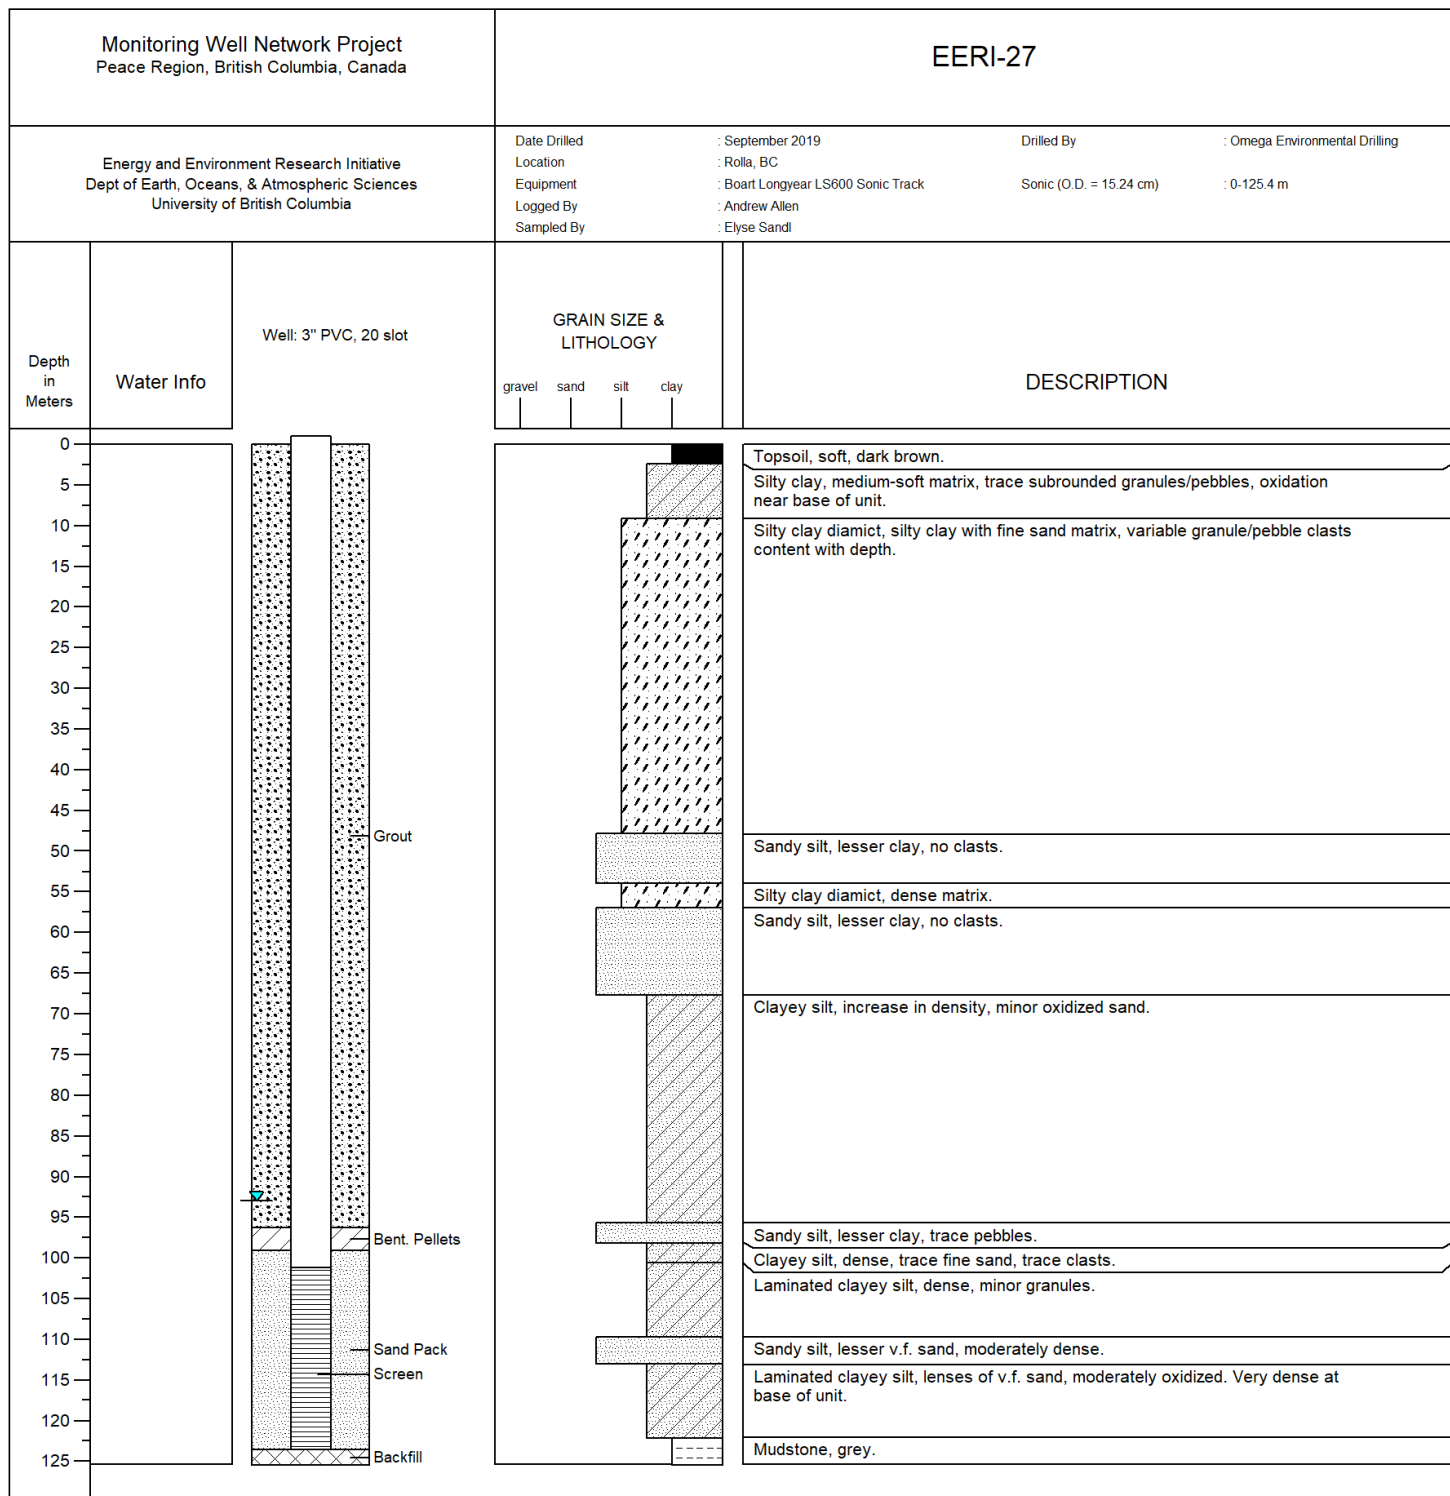 Monitoring Well Network Project
Peace Region, British Columbia, Canada
EERI-27
Energy and Environment Research Initiative
Dept of Earth, Oceans, & Atmospheric Sciences
University of British Columbia
Date Drilled : September 2019 Drilled By : Omega Environmental Drilling
Location : Rolla, BC
Equipment : Boart Longyear LS600 Sonic Track Sonic (O.D. = 15.24 cm) : 0-125.4 m
Logged By : Andrew Allen
Sampled By : Elyse Sandl
Depth
in
Meters
Water Info
Well: 3" PVC, 20 slot
GRAIN SIZE &
LITHOLOGY
gravel sand silt clay
DESCRIPTION
0
5
10
15
20
25
30
35
40
45
50
55
60
65
70
75
80
85
90
95
100
105
110
115
120
125
Grout
Bent. Pellets
Sand Pack
Screen
Backfill
Topsoil, soft, dark brown.
Silty clay, medium-soft matrix, trace subrounded granules/pebbles, oxidation
near base of unit.
Silty clay diamict, silty clay with fine sand matrix, variable granule/pebble clasts
content with depth.
Sandy silt, lesser clay, no clasts.
Silty clay diamict, dense matrix.
Sandy silt, lesser clay, no clasts.
Clayey silt, increase in density, minor oxidized sand.
Sandy silt, lesser clay, trace pebbles.
Clayey silt, dense, trace fine sand, trace clasts.
Laminated clayey silt, dense, minor granules.
Sandy silt, lesser v.f. sand, moderately dense.
Laminated clayey silt, lenses of v.f. sand, moderately oxidized. Very dense at
base of unit.
Mudstone, grey.